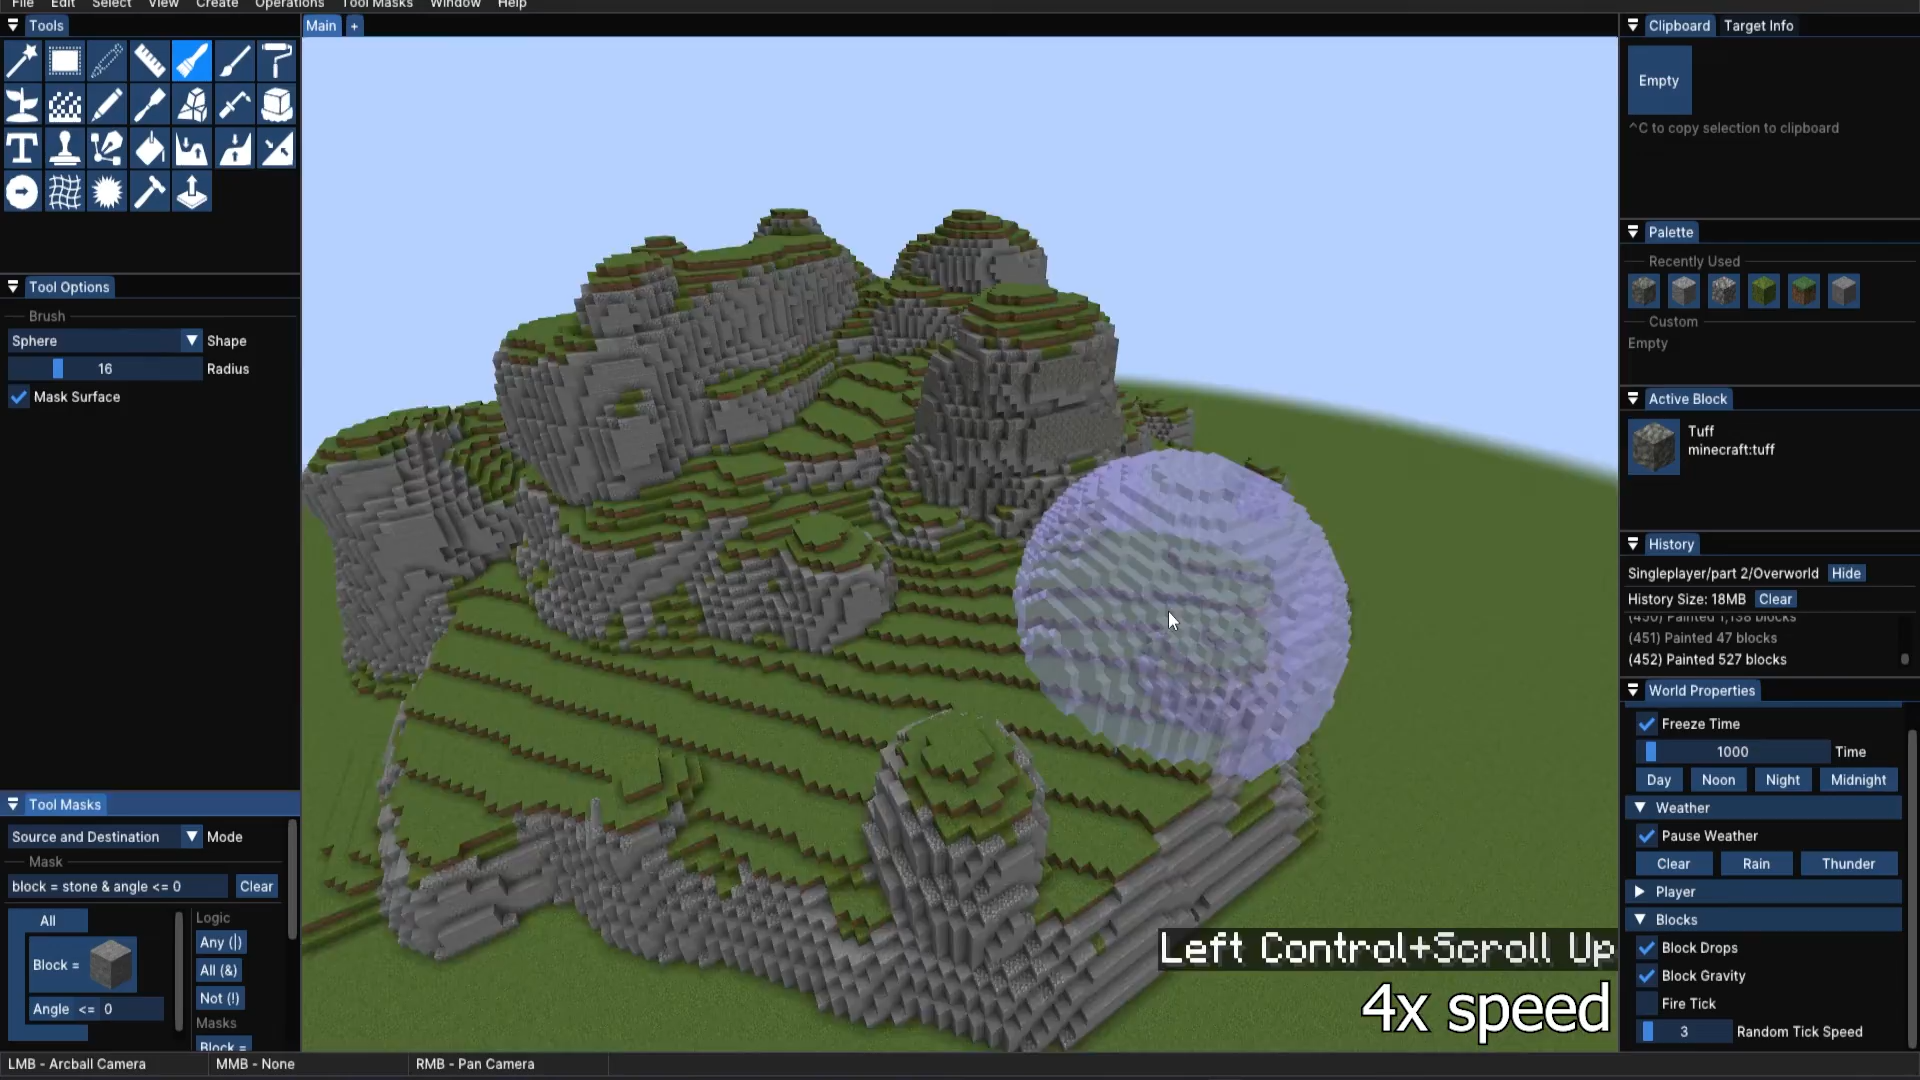 File Edit Select View Create Operations Tool Masks Window Help
Tools
Main +
Clipboard Target Info
Empty
^C to copy selection to clipboard
Palette
Recently Used
Custom
Empty
Tool Options
Brush
Sphere Shape
16 Radius
Mask Surface
Active Block
Tuff
minecraft:tuff
History
Singleplayer/part 2/Overworld Hide
History Size: 18MB Clear
(450) Painted 1,138 blocks
(451) Painted 47 blocks
(452) Painted 527 blocks
World Properties
Freeze Time
1000 Time
Day Noon Night Midnight
Weather
Pause Weather
Clear Rain Thunder
Player
Blocks
Block Drops
Block Gravity
Fire Tick
3 Random Tick Speed
Tool Masks
Source and Destination Mode
Mask
block = stone & angle <= 0 Clear
All
Block =
Angle <= 0
Logic
Any (|)
All (&)
Not (!)
Masks
Block =
Left Control+Scroll Up
4x speed
LMB - Arcball Camera MMB - None RMB - Pan Camera